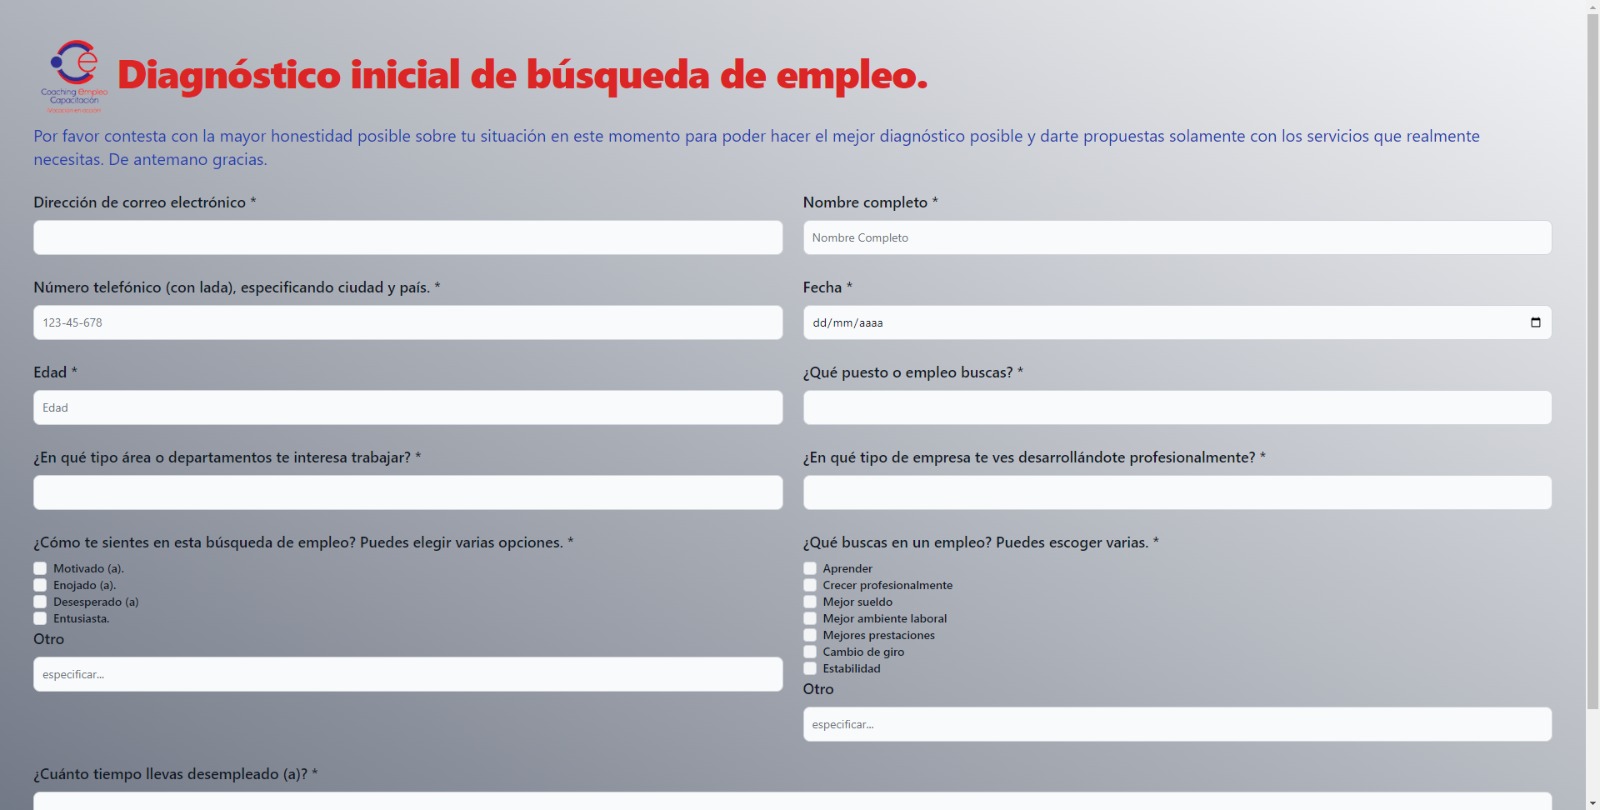 Coaching empleo
Capacitación
Diagnóstico inicial de búsqueda de empleo.
Por favor contesta con la mayor honestidad posible sobre tu situación en este momento para poder hacer el mejor diagnóstico posible y darte propuestas solamente con los servicios que realmente
necesitas. De antemano gracias.
Dirección de correo electrónico *
Nombre completo *
Nombre Completo
Número telefónico (con lada), especificando ciudad y país. *
123-45-678
Fecha *
dd/mm/aaaa
Edad *
Edad
¿Qué puesto o empleo buscas? *
¿En qué tipo área o departamentos te interesa trabajar? *
¿En qué tipo de empresa te ves desarrollándote profesionalmente? *
¿Cómo te sientes en esta búsqueda de empleo? Puedes elegir varias opciones. *
Motivado (a).
Enojado (a).
Desesperado (a)
Entusiasta.
Otro
especificar...
¿Qué buscas en un empleo? Puedes escoger varias. *
Aprender
Crecer profesionalmente
Mejor sueldo
Mejor ambiente laboral
Mejores prestaciones
Cambio de giro
Estabilidad
Otro
especificar...
¿Cuánto tiempo llevas desempleado (a)? *